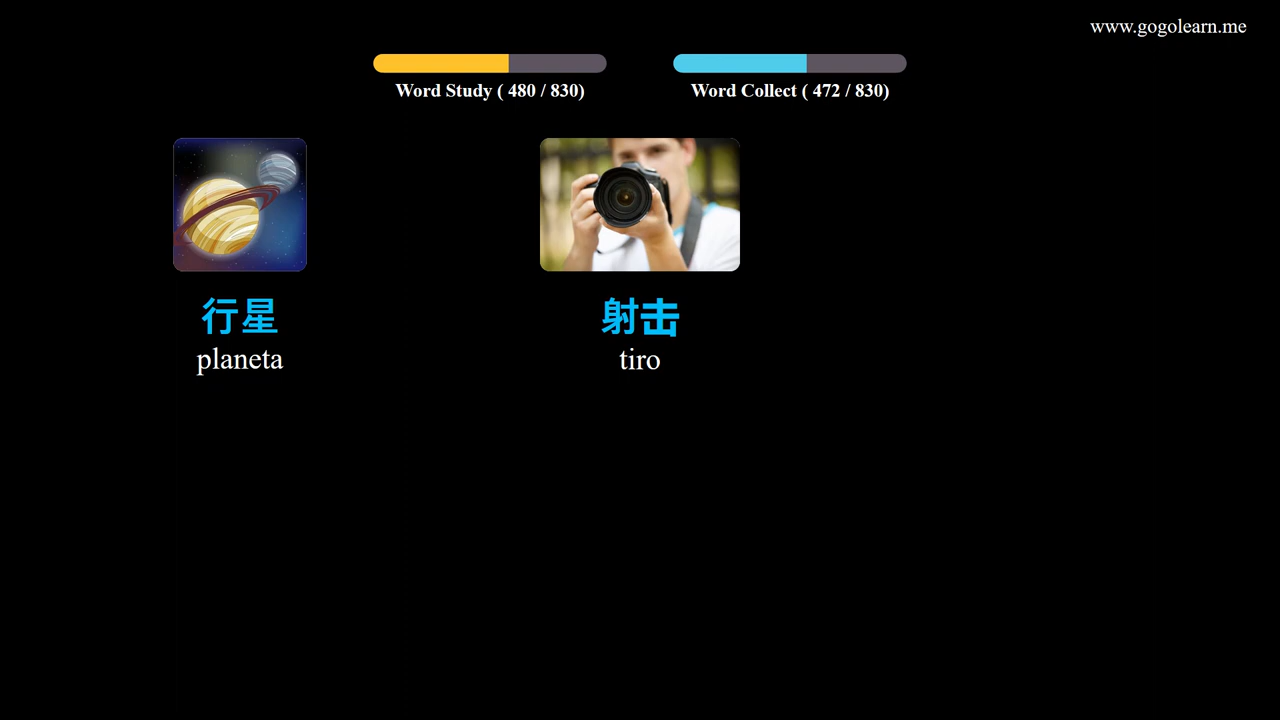 www.gogolearn.me
Word Study ( 480 / 830)
Word Collect ( 472 / 830)
行星
planeta
射击
tiro